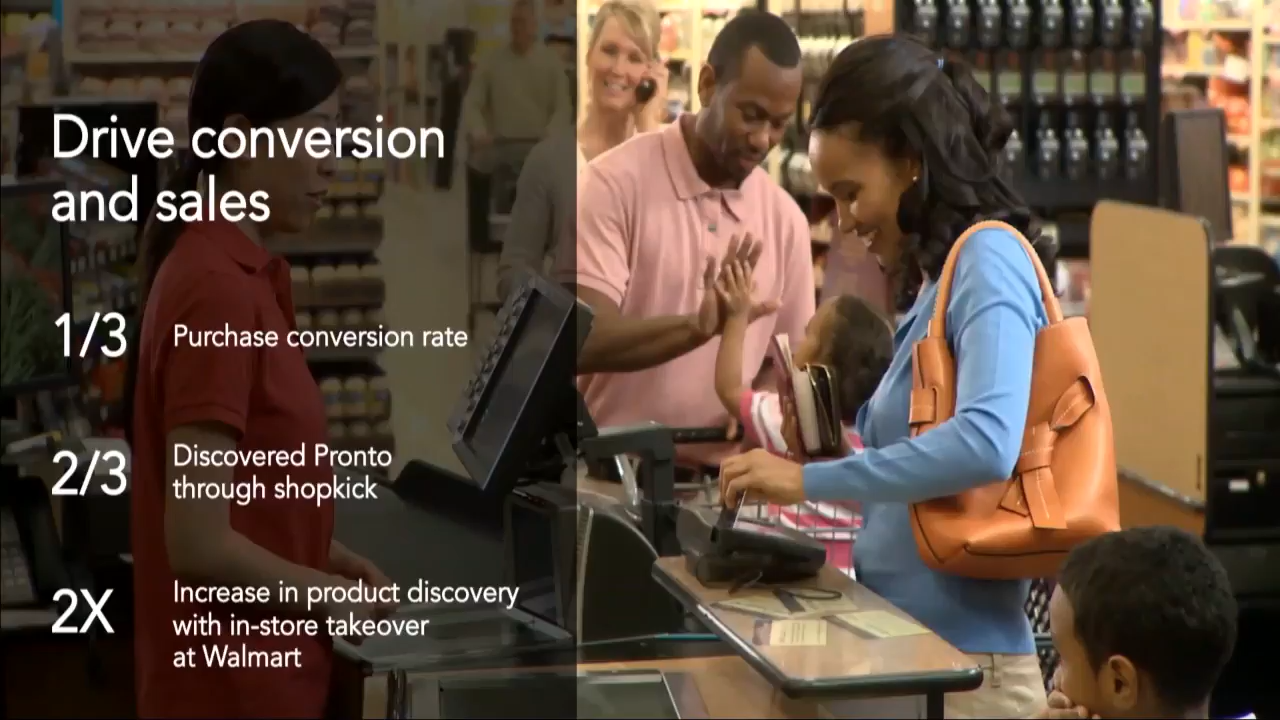 Drive conversion
and sales
1/3
Purchase conversion rate
2/3
Discovered Pronto
through shopkick
2X
Increase in product discovery
with in-store takeover
at Walmart